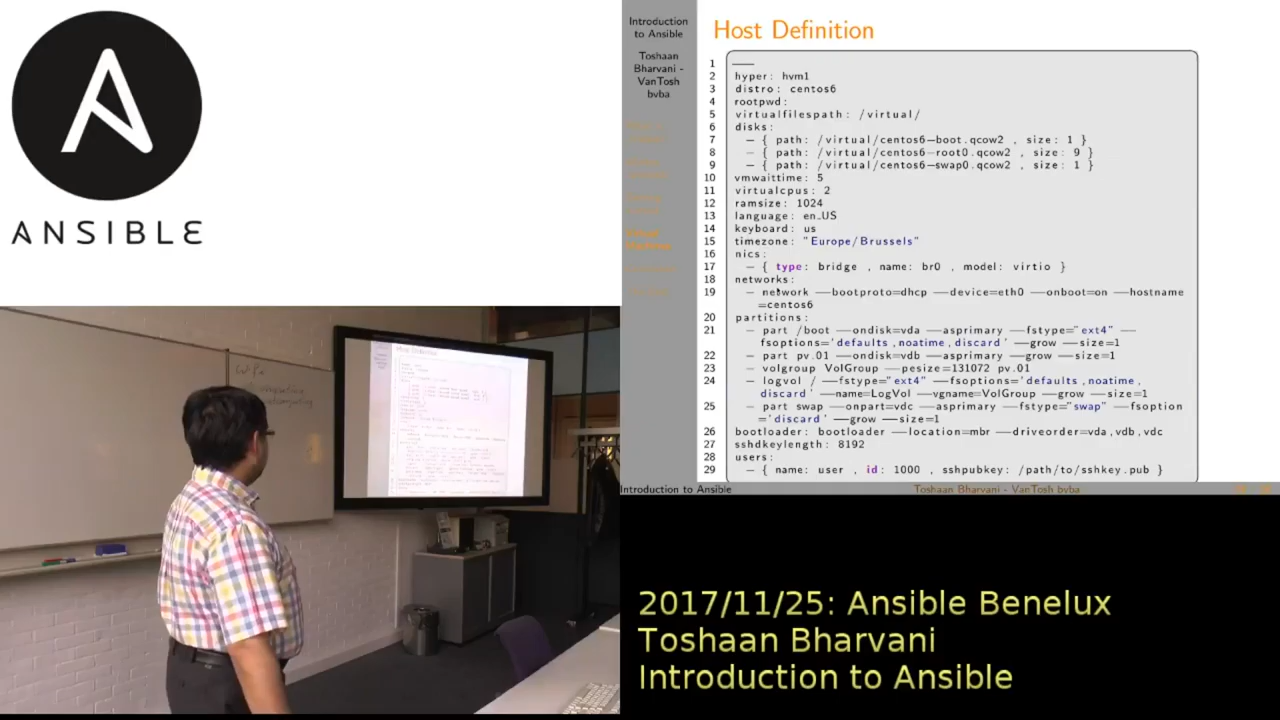 ANSIBLE
Introduction
to Ansible
Toshaan
Bharvani -
VanTosh
bvba
Host Definition
1 ——
2 hyper: hvm1
3 distro: centos6
4 rootpwd:
5 virtualfilespath: /virtual/
6 disks:
7 — { path: /virtual/centos6—boot.qcow2 , size: 1 }
8 — { path: /virtual/centos6—root0.qcow2 , size: 9 }
9 — { path: /virtual/centos6—swap0.qcow2 , size: 1 }
10 vmwaittime: 5
11 virtualcpus: 2
12 ramsize: 1024
13 language: en_US
14 keyboard: us
15 timezone: "Europe/Brussels"
16 nics:
17 — { type: bridge , name: br0 , model: virtio }
18 networks:
19 — network ——bootproto=dhcp ——device=eth0 ——onboot=on ——hostname
=centos6
20 partitions:
21 — part /boot ——ondisk=vda ——asprimary ——fstype="ext4" ——
fsoptions='defaults,noatime,discard' ——grow ——size=1
22 — part pv.01 ——ondisk=vdb ——asprimary ——grow ——size=1
23 — volgroup VolGroup ——pesize=131072 pv.01
24 — logvol / ——fstype="ext4" ——fsoptions='defaults,noatime,
discard' ——name=LogVol ——vgname=VolGroup ——grow ——size=1
25 — part swap ——onpart=vdc ——asprimary ——fstype="swap" ——fsoption
='discard' ——grow ——size=1
26 bootloader: bootloader ——location=mbr ——driveorder=vda,vdb,vdc
27 sshdkeylength: 8192
28 users:
29 — { name: user , id: 1000 , sshpubkey: /path/to/sshkey.pub }
Introduction to Ansible
Toshaan Bharvani - VanTosh bvba
Host Definition
2017/11/25: Ansible Benelux
Toshaan Bharvani
Introduction to Ansible